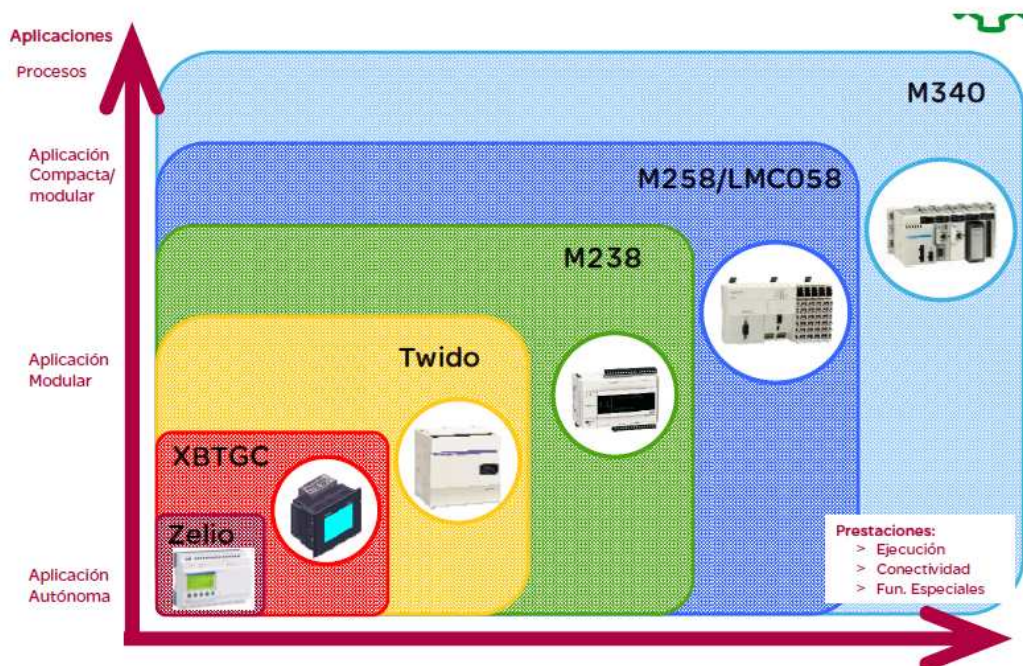 Aplicaciones
Procesos
M340
Aplicación
Compacta/
modular
M258/LMC058
M238
Aplicación
Modular
Twido
XBTGC
Zelio
Aplicación
Autónoma
Prestaciones:
> Ejecución
> Conectividad
> Fun. Especiales